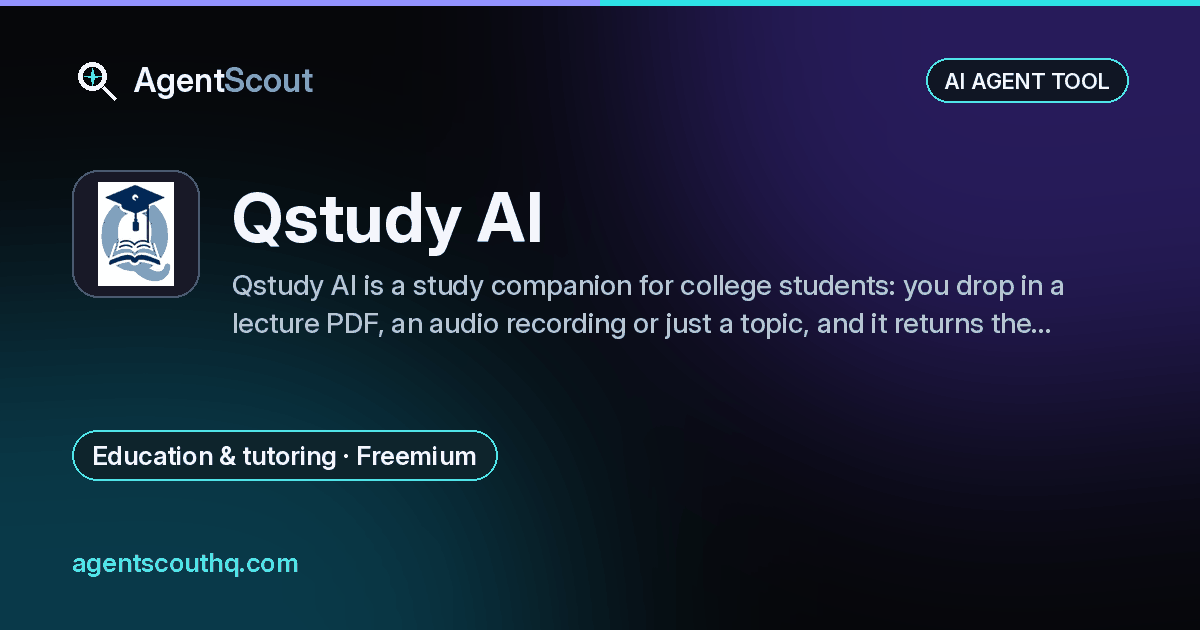 AgentScout
AI AGENT TOOL
Qstudy AI
Qstudy AI is a study companion for college students: you drop in a
lecture PDF, an audio recording or just a topic, and it returns the...
Education & tutoring · Freemium
agentscouthq.com